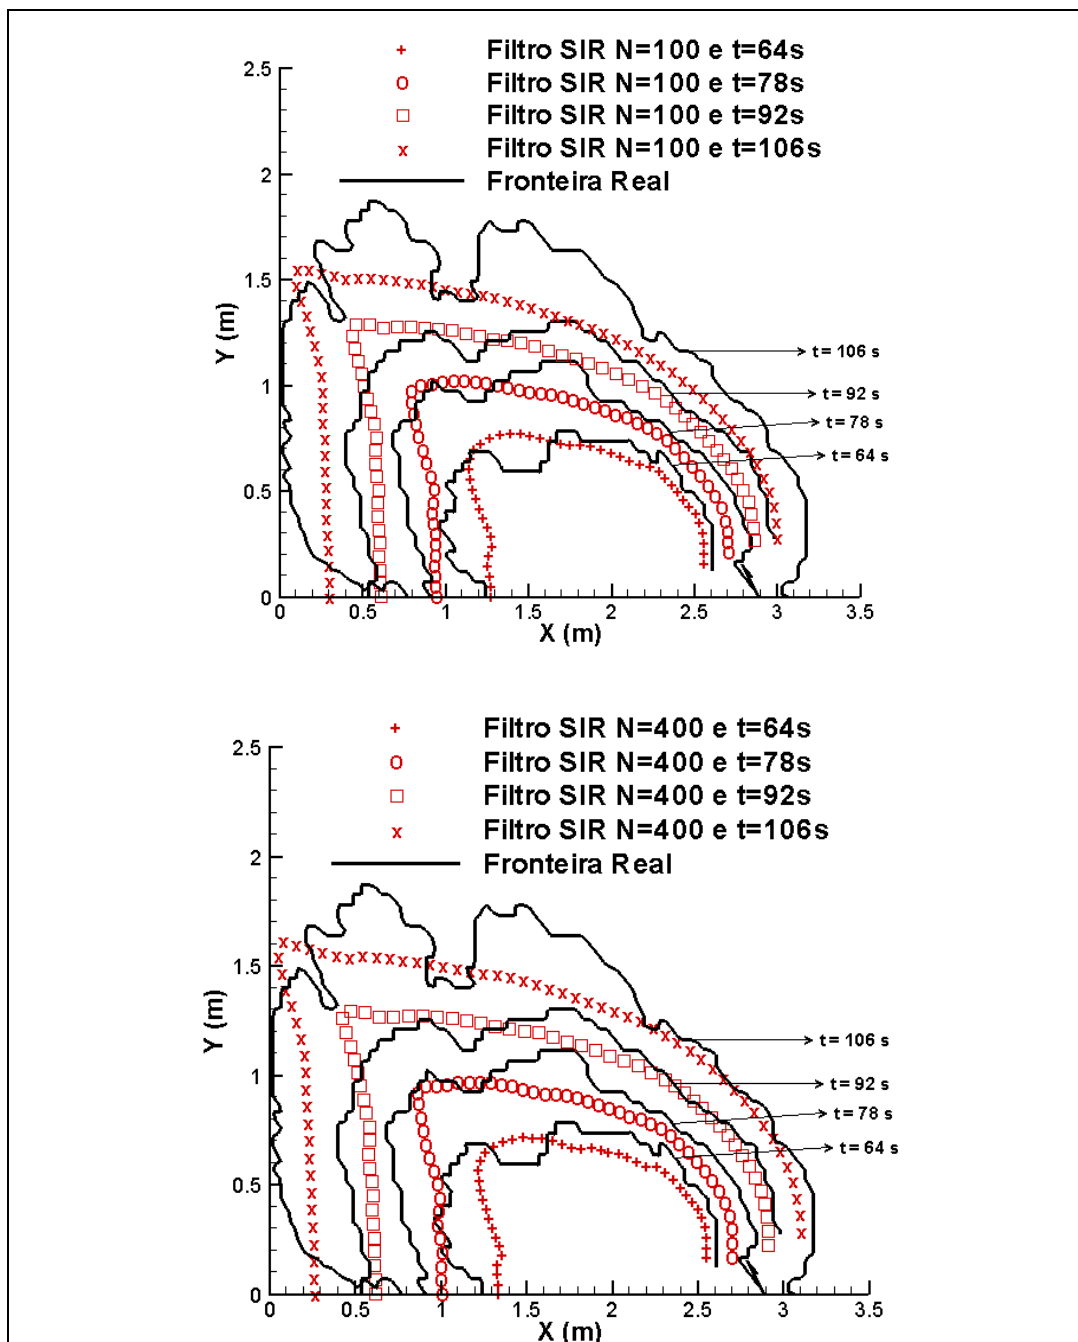 Filtro SIR N=100 e t=64s
Filtro SIR N=100 e t=78s
Filtro SIR N=100 e t=92s
Filtro SIR N=100 e t=106s
Fronteira Real
2.5
2
1.5
1
0.5
0
Y (m)
t= 106 s
t= 92 s
t= 78 s
t= 64 s
0 0.5 1 1.5 2 2.5 3 3.5
X (m)
Filtro SIR N=400 e t=64s
Filtro SIR N=400 e t=78s
Filtro SIR N=400 e t=92s
Filtro SIR N=400 e t=106s
Fronteira Real
2.5
2
1.5
1
0.5
0
Y (m)
t= 106 s
t= 92 s
t= 78 s
t= 64 s
0 0.5 1 1.5 2 2.5 3 3.5
X (m)